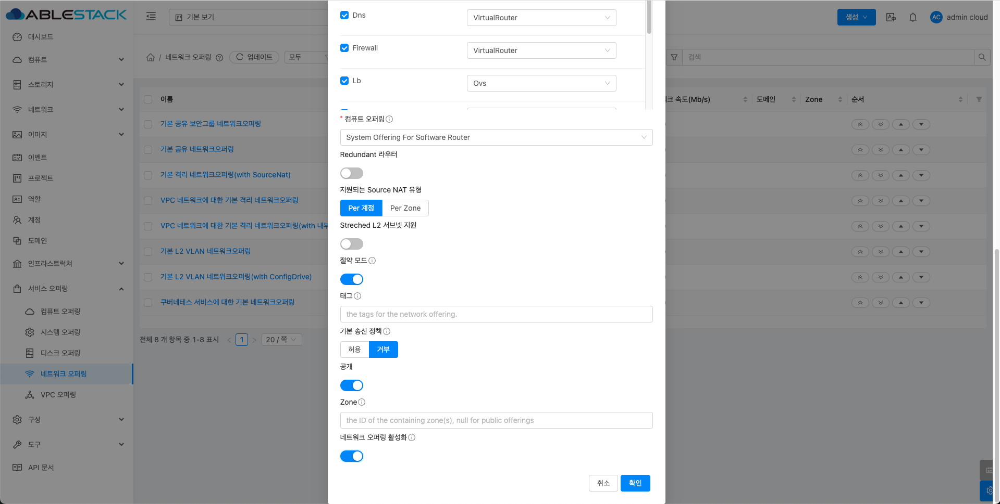 ABLESTACK
기본 보기
생성
AC
admin cloud
대시보드
컴퓨트
스토리지
네트워크
이미지
이벤트
프로젝트
역할
계정
도메인
인프라스트럭쳐
서비스 오퍼링
컴퓨트 오퍼링
시스템 오퍼링
디스크 오퍼링
네트워크 오퍼링
VPC 오퍼링
구성
도구
API 문서
/ 네트워크 오퍼링
업데이트
모두
검색
이름
크 속도(Mb/s)
도메인
Zone
순서
기본 공유 보안그룹 네트워크오퍼링
기본 공유 네트워크오퍼링
기본 격리 네트워크오퍼링(with SourceNat)
VPC 네트워크에 대한 기본 격리 네트워크오퍼링
VPC 네트워크에 대한 기본 격리 네트워크오퍼링(with 내부
기본 L2 VLAN 네트워크오퍼링
기본 L2 VLAN 네트워크오퍼링(with ConfigDrive)
쿠버네테스 서비스에 대한 기본 네트워크오퍼링
전체 8 개 항목 중 1-8 표시
1
20 / 쪽
Dns
VirtualRouter
Firewall
VirtualRouter
Lb
Ovs
* 컴퓨트 오퍼링
System Offering For Software Router
Redundant 라우터
지원되는 Source NAT 유형
Per 계정
Per Zone
Streched L2 서브넷 지원
절약 모드
태그
the tags for the network offering.
기본 송신 정책
허용
거부
공개
Zone
the ID of the containing zone(s), null for public offerings
네트워크 오퍼링 활성화
취소
확인